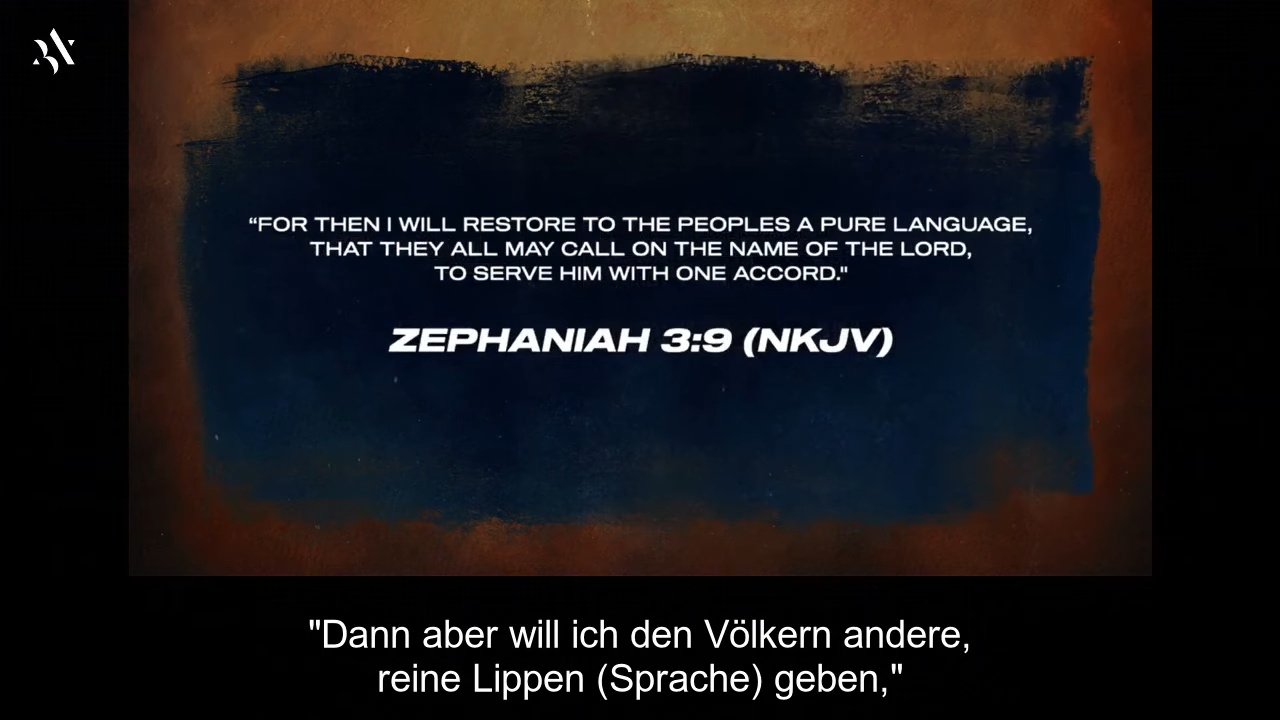 “FOR THEN I WILL RESTORE TO THE PEOPLES A PURE LANGUAGE,
THAT THEY ALL MAY CALL ON THE NAME OF THE LORD,
TO SERVE HIM WITH ONE ACCORD."
ZEPHANIAH 3:9 (NKJV)
"Dann aber will ich den Völkern andere,
reine Lippen (Sprache) geben,"